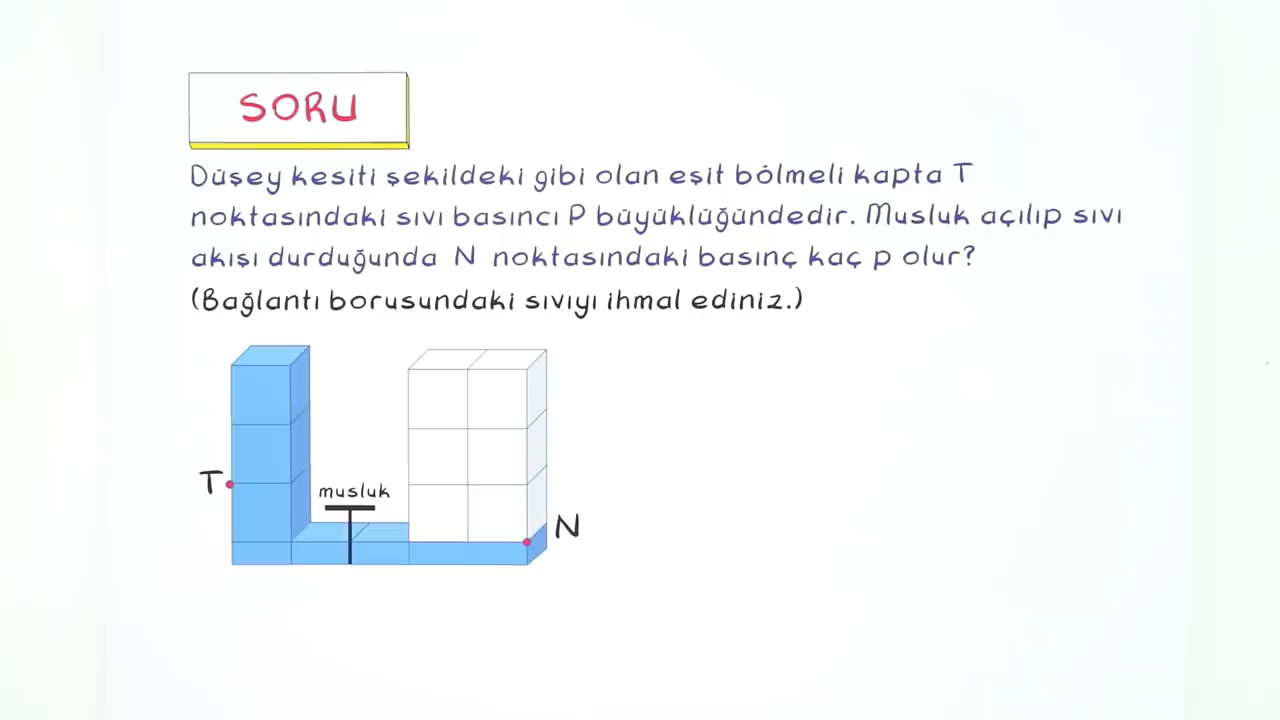 SORU
Düşey kesiti şekildeki gibi olan eşit bölmeli kapta T
noktasındaki sıvı basıncı P büyüklüğündedir. Musluk açılıp sıvı
akışı durduğunda N noktasındaki basınç kaç p olur?
(Bağlantı borusundaki sıvıyı ihmal ediniz.)
T
musluk
N